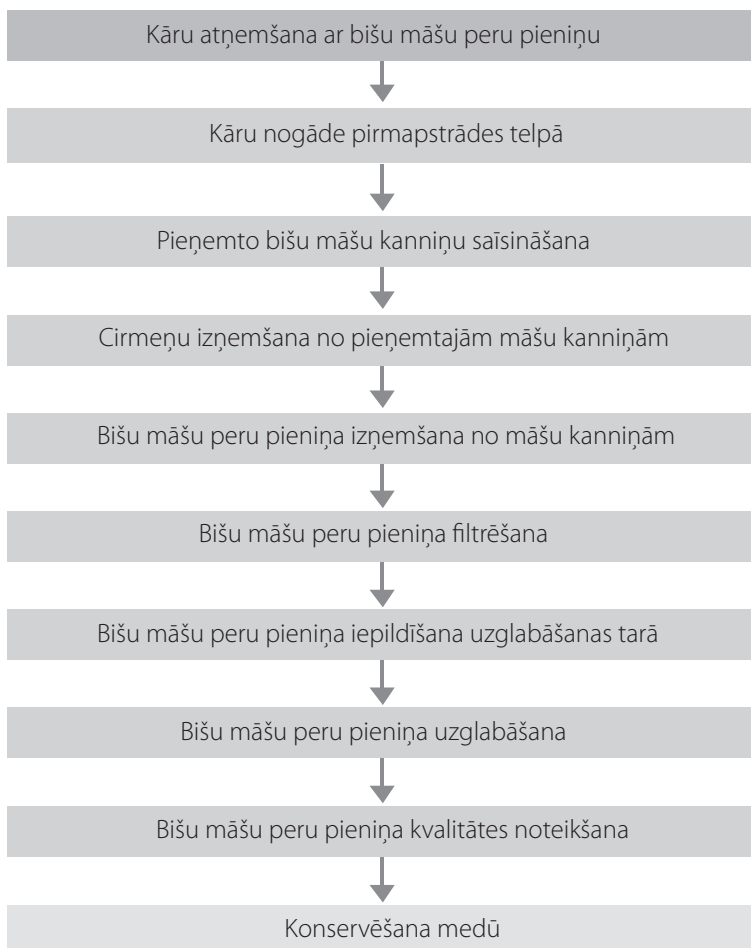 Kāru atņemšana ar bišu māšu peru pieniņu
Kāru nogāde pirmapstrādes telpā
Pieņemto bišu māšu kanniņu saīsināšana
Cirmeņu izņemšana no pieņemtajām māšu kanniņām
Bišu māšu peru pieniņa izņemšana no māšu kanniņām
Bišu māšu peru pieniņa filtrēšana
Bišu māšu peru pieniņa iepildīšana uzglabāšanas tarā
Bišu māšu peru pieniņa uzglabāšana
Bišu māšu peru pieniņa kvalitātes noteikšana
Konservēšana medū